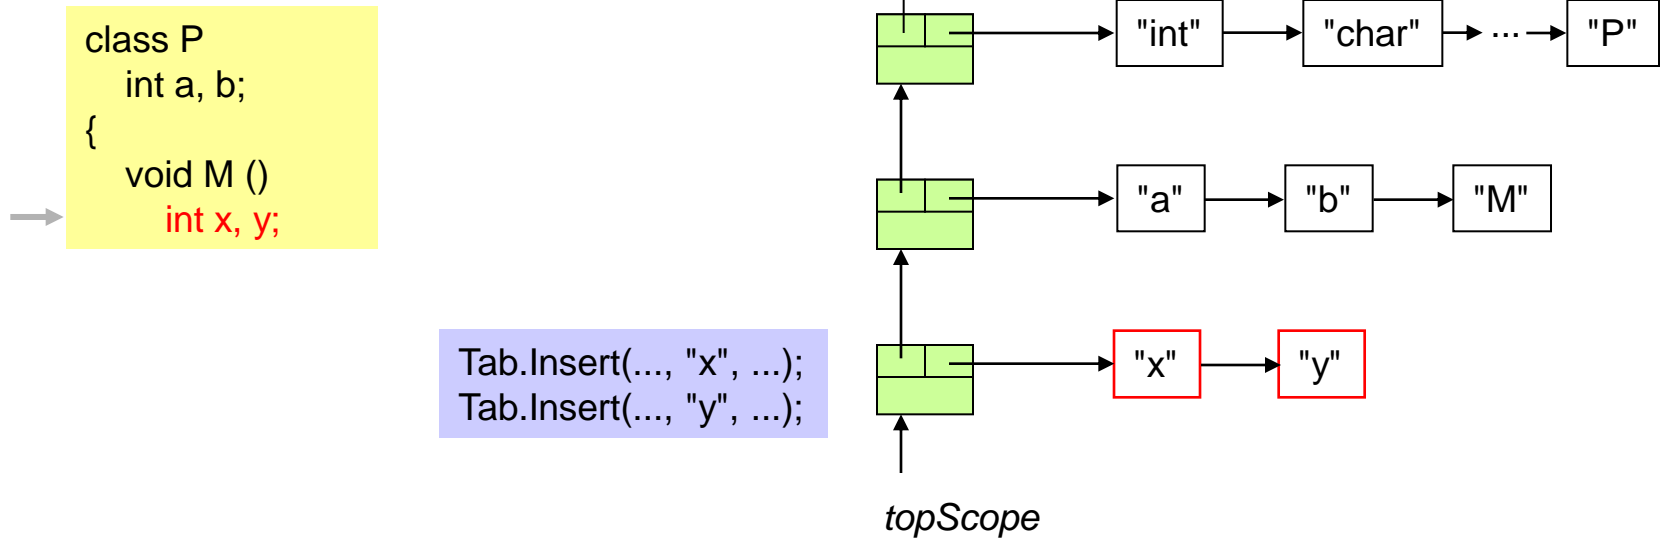 class P
int a, b;
{
void M ()
int x, y;
Tab.Insert(..., "x", ...);
Tab.Insert(..., "y", ...);
"int" "char" ... "P"
"a" "b" "M"
"x" "y"
topScope